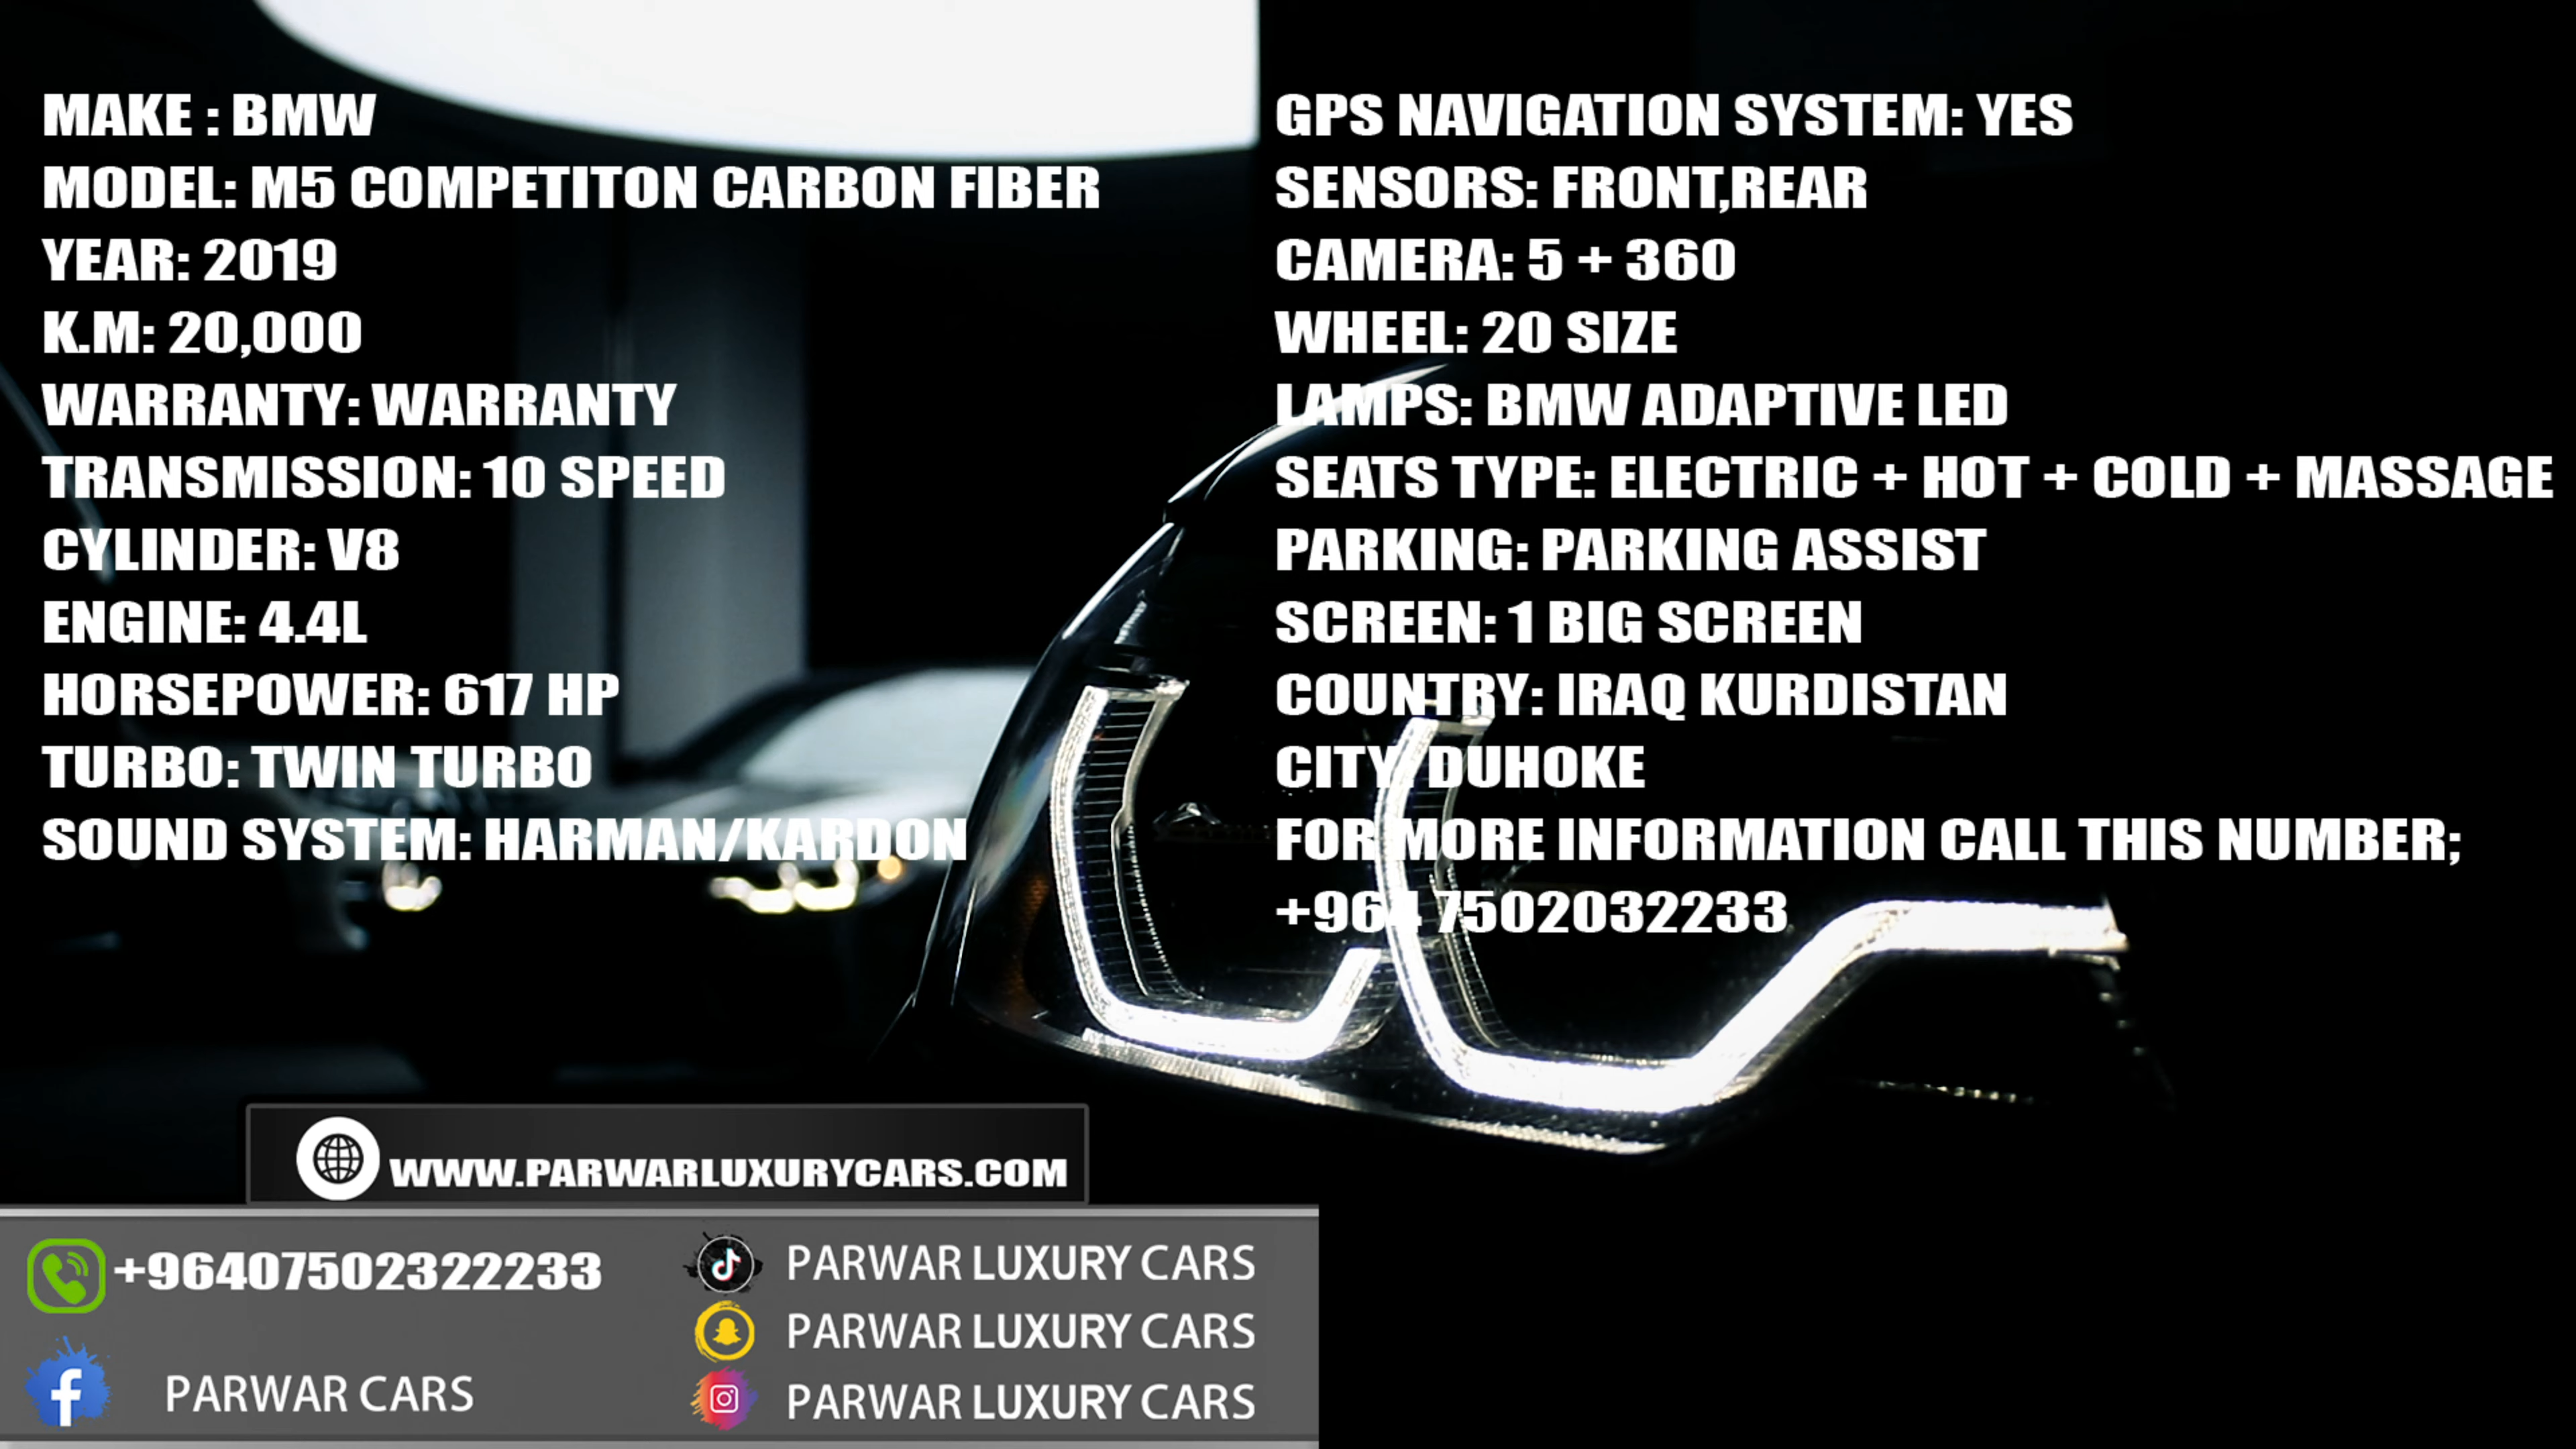 MAKE : BMW
MODEL: M5 COMPETITON CARBON FIBER
YEAR: 2019
K.M: 20,000
WARRANTY: WARRANTY
TRANSMISSION: 10 SPEED
CYLINDER: V8
ENGINE: 4.4L
HORSEPOWER: 617 HP
TURBO: TWIN TURBO
SOUND SYSTEM: HARMAN/KARDON
GPS NAVIGATION SYSTEM: YES
SENSORS: FRONT,REAR
CAMERA: 5 + 360
WHEEL: 20 SIZE
LAMPS: BMW ADAPTIVE LED
SEATS TYPE: ELECTRIC + HOT + COLD + MASSAGE
PARKING: PARKING ASSIST
SCREEN: 1 BIG SCREEN
COUNTRY: IRAQ KURDISTAN
CITY: DUHOKE
FOR MORE INFORMATION CALL THIS NUMBER;
+964 7502032233
WWW.PARWARLUXURYCARS.COM
+96407502322233
PARWAR CARS
PARWAR LUXURY CARS
PARWAR LUXURY CARS
PARWAR LUXURY CARS